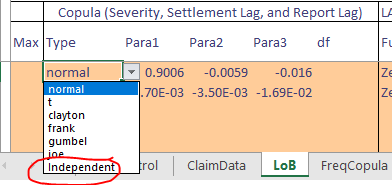 Copula (Severity, Settlement Lag, and Report Lag) LA
Max Type Para1 Para2 Para3 df Fu
normal 0.9006 -0.0059 -0.016 Ze
normal .70E-03 -3.50E-03 -1.69E-02 Ze
t
clayton
frank
gumbel
joe
Independent
trol ClaimData LoB FreqCopula